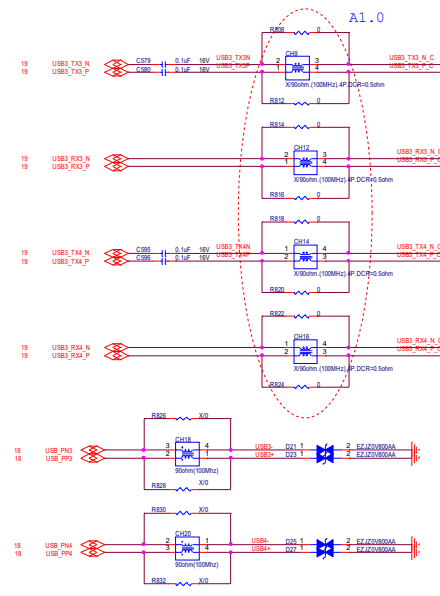 A1.0
R808 0
CH9
19 USB3_TX3_N C579 0.1uF 16V USB3_TX3N 2 3 USB3_TX3_N_C
19 USB3_TX3_P C580 0.1uF 16V USB3_TX3P 1 4 USB3_TX3_P_C
X/90ohm.(100MHz).4P.DCR=0.5ohm
R812 0
R814 0
CH12
19 USB3_RX3_N 2 3 USB3_RX3_N_C
19 USB3_RX3_P 1 4 USB3_RX3_P_C
X/90ohm.(100MHz).4P.DCR=0.5ohm
R816 0
R818 0
CH14
19 USB3_TX4_N C595 0.1uF 16V USB3_TX4N 1 4 USB3_TX4_N_C
19 USB3_TX4_P C596 0.1uF 16V USB3_TX4P 2 3 USB3_TX4_P_C
X/90ohm.(100MHz).4P.DCR=0.5ohm
R820 0
R822 0
CH16
19 USB3_RX4_N 1 4 USB3_RX4_N_C
19 USB3_RX4_P 2 3 USB3_RX4_P_C
X/90ohm.(100MHz).4P.DCR=0.5ohm
R824 0
R826 X/0
CH18
18 USB_PN3 3 4 USB3- D21 1 2 EZJZ0V800AA
18 USB_PP3 2 1 USB3+ D23 1 2 EZJZ0V800AA
90ohm(100Mhz)
R828 X/0
R830 X/0
CH20
18 USB_PN4 2 1 USB4- D25 1 2 EZJZ0V800AA
18 USB_PP4 3 4 USB4+ D27 1 2 EZJZ0V800AA
90ohm(100Mhz)
R832 X/0